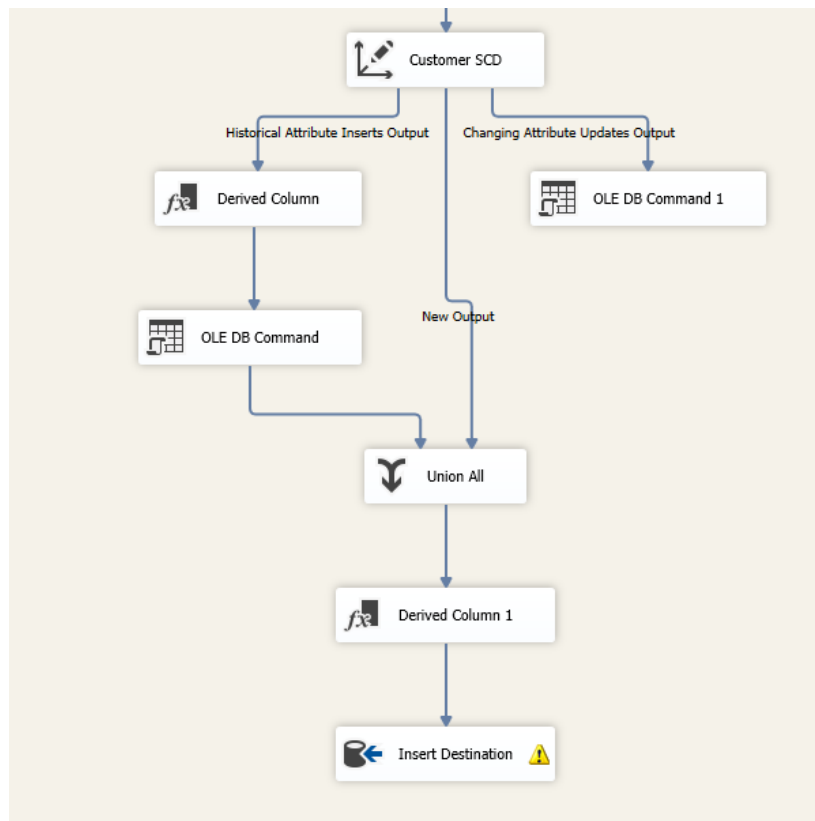 Customer SCD
Historical Attribute Inserts Output
Changing Attribute Updates Output
Derived Column
OLE DB Command 1
New Output
OLE DB Command
Union All
Derived Column 1
Insert Destination